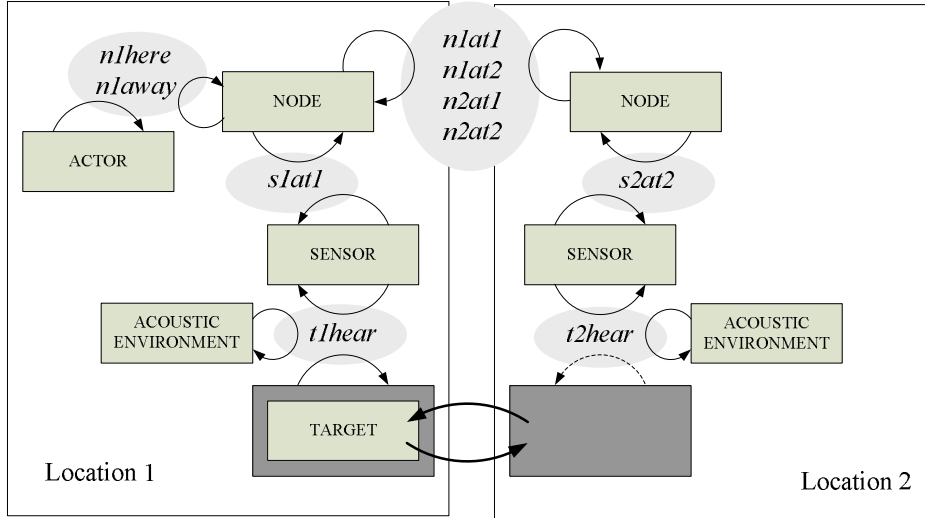 n1here
n1away
ACTOR
NODE
n1at1
n1at2
n2at1
n2at2
NODE
s1at1
s2at2
SENSOR
SENSOR
ACOUSTIC
ENVIRONMENT
t1hear
t2hear
ACOUSTIC
ENVIRONMENT
TARGET
Location 1
Location 2